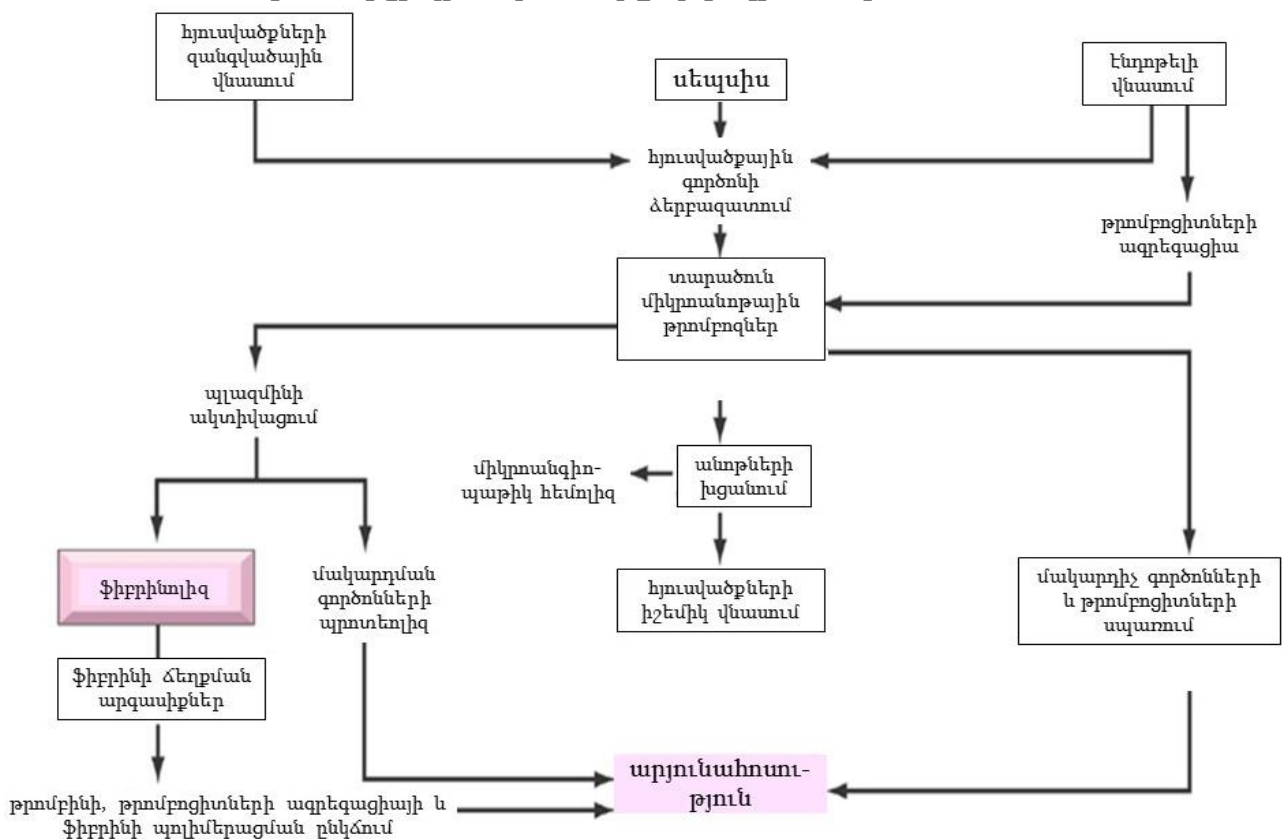 հյուսվածքների
զանգվածային
վնասում
սեպսիս
էնդոթելի
վնասում
հյուսվածքային
գործոնի
ձերբազատում
թրոմբոցիտների
ագրեգացիա
տարածուն
միկրոանոթային
թրոմբոզներ
պլազմինի
ակտիվացում
միկրոանգիո-
պաթիկ հեմոլիզ
անոթների
խցանում
ֆիբրինոլիզ
մակարդման
գործոնների
պրոտեոլիզ
հյուսվածքների
իշեմիկ վնասում
մակարդիչ գործոնների
և թրոմբոցիտների
սպառում
ֆիբրինի ճեղքման
արգասիքներ
արյունահոսու-
թյուն
թրոմբինի, թրոմբոցիտների ագրեգացիայի և
ֆիբրինի պոլիմերացման ընկճում